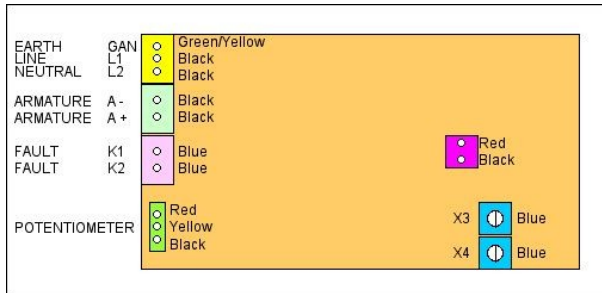 EARTH GAN Green/Yellow
LINE L1 Black
NEUTRAL L2 Black
ARMATURE A - Black
ARMATURE A + Black
FAULT K1 Blue
FAULT K2 Blue
Red
Black
POTENTIOMETER
Red
Yellow
Black
X3 Blue
X4 Blue